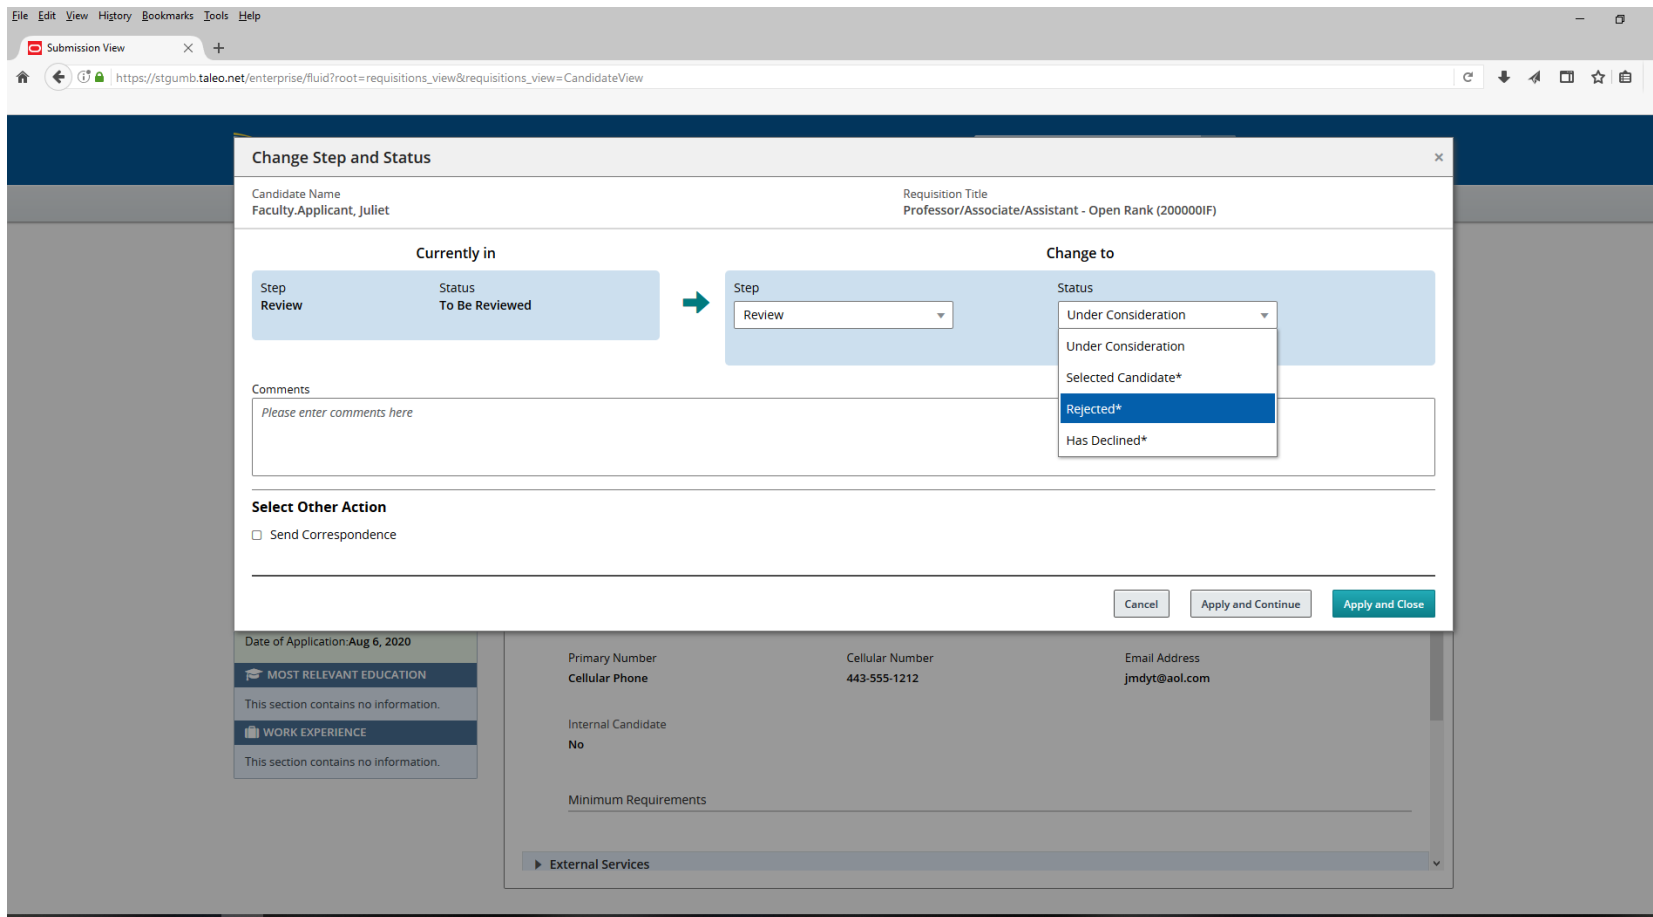 File Edit View History Bookmarks Tools Help
Submission View
https://stgumb.taleo.net/enterprise/fluid?root=requisitions_view&requisitions_view=CandidateView
Change Step and Status
Candidate Name
Requisition Title
Faculty.Applicant, Juliet
Professor/Associate/Assistant - Open Rank (200000IF)
Currently in
Change to
Step
Status
Step
Status
Review
To Be Reviewed
Review
Under Consideration
Under Consideration
Selected Candidate*
Rejected*
Has Declined*
Comments
Please enter comments here
Select Other Action
Send Correspondence
Cancel
Apply and Continue
Apply and Close
Date of Application:Aug 6, 2020
MOST RELEVANT EDUCATION
This section contains no information.
WORK EXPERIENCE
This section contains no information.
Primary Number
Cellular Number
Email Address
Cellular Phone
443-555-1212
jmdyt@aol.com
Internal Candidate
No
Minimum Requirements
External Services